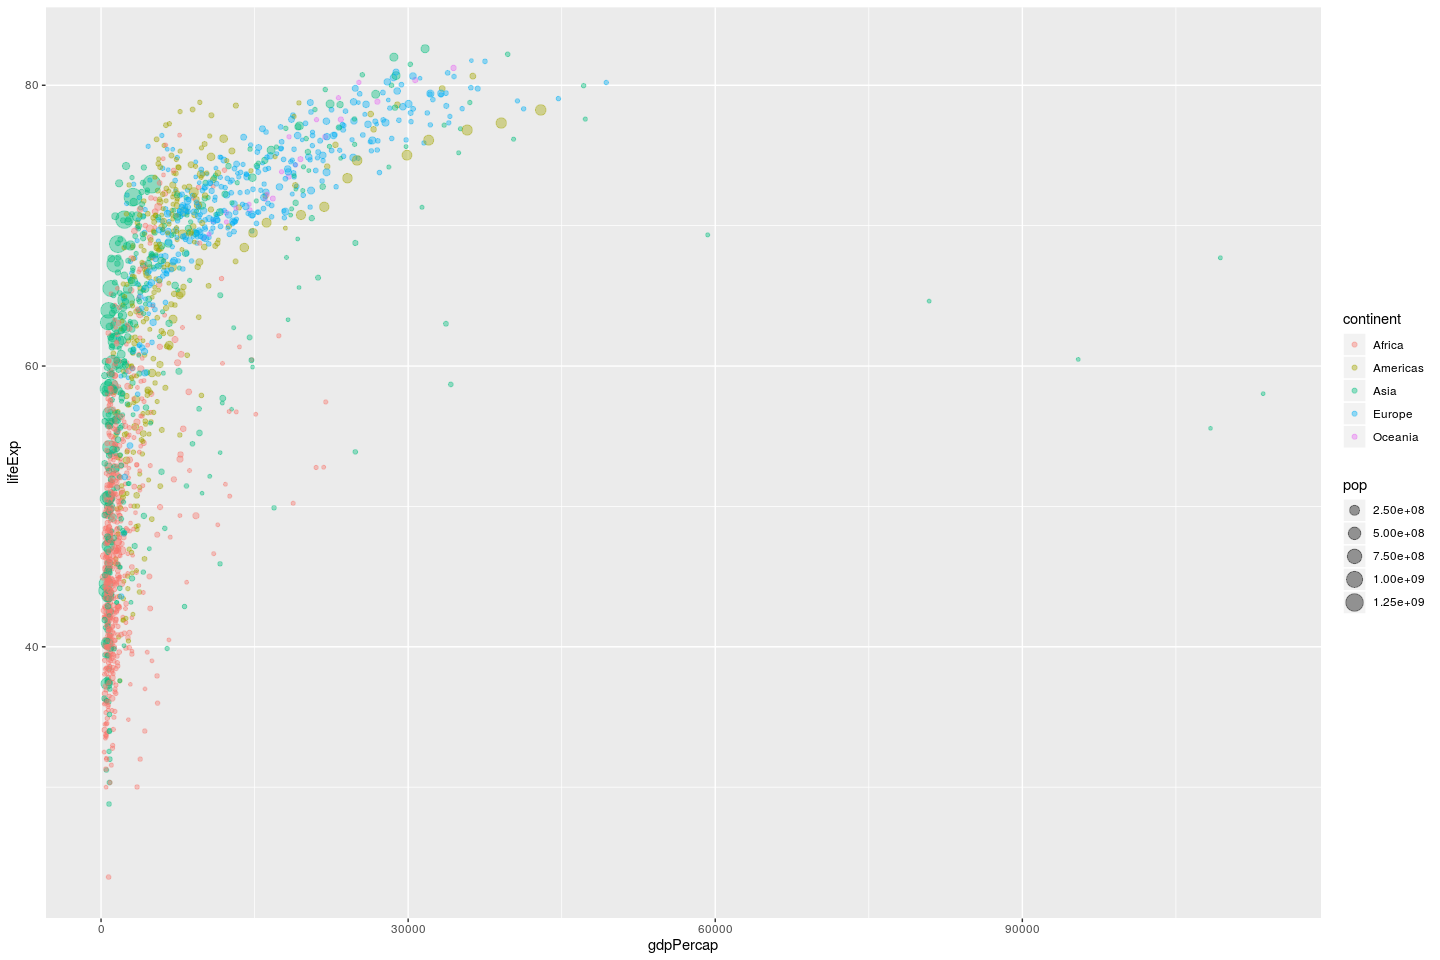 80
60
40
lifeExp
0 30000 60000 90000
gdpPercap
continent
Africa
Americas
Asia
Europe
Oceania
pop
2.50e+08
5.00e+08
7.50e+08
1.00e+09
1.25e+09